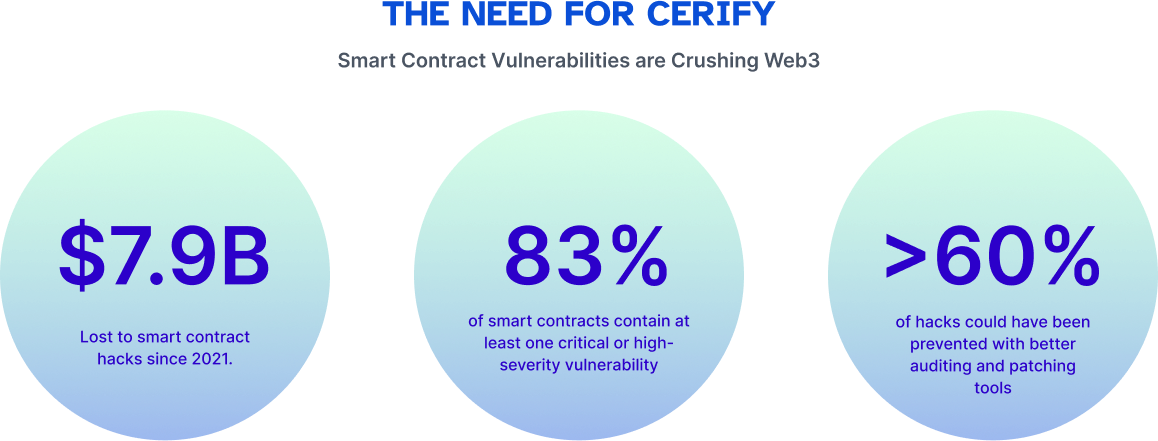 THE NEED FOR CERIFY
Smart Contract Vulnerabilities are Crushing Web3
$7.9B
Lost to smart contract
hacks since 2021.
83%
of smart contracts contain at
least one critical or high-
severity vulnerability
>60%
of hacks could have been
prevented with better
auditing and patching
tools